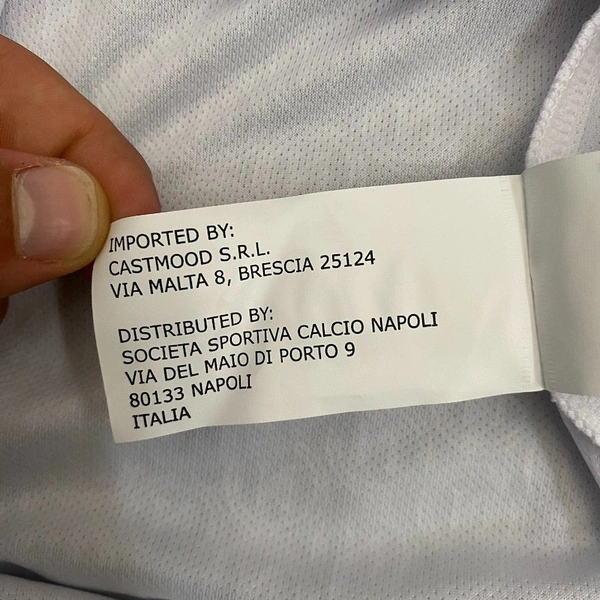 IMPORTED BY:
CASTMOOD S.R.L.
VIA MALTA 8, BRESCIA 25124
DISTRIBUTED BY:
SOCIETA SPORTIVA CALCIO NAPOLI
VIA DEL MAIO DI PORTO 9
80133 NAPOLI
ITALIA